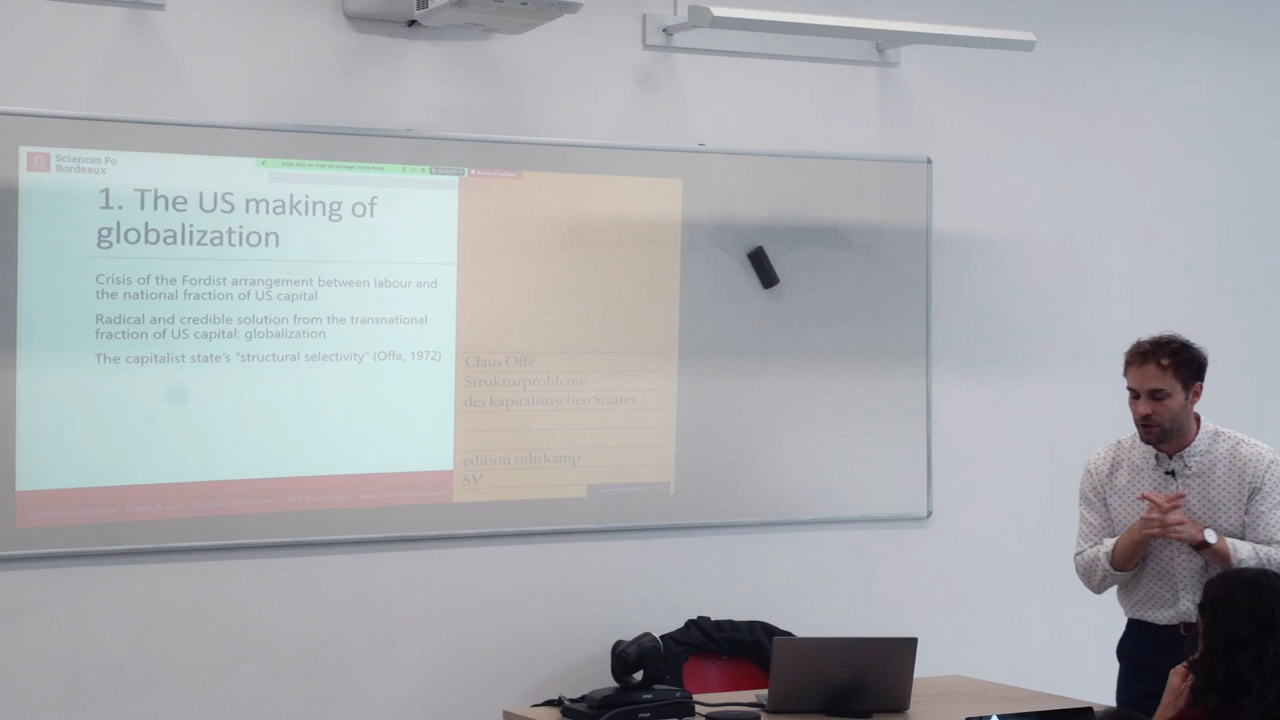 Sciences Po
Bordeaux
1. The US making of
globalization
Crisis of the Fordist arrangement between labour and
the national fraction of US capital
Radical and credible solution from the transnational
fraction of US capital: globalization
The capitalist state's "structural selectivity" (Offe, 1972)
Claus Offe
Strukturprobleme
des kapitalistischen Staates
edition suhrkamp
SV